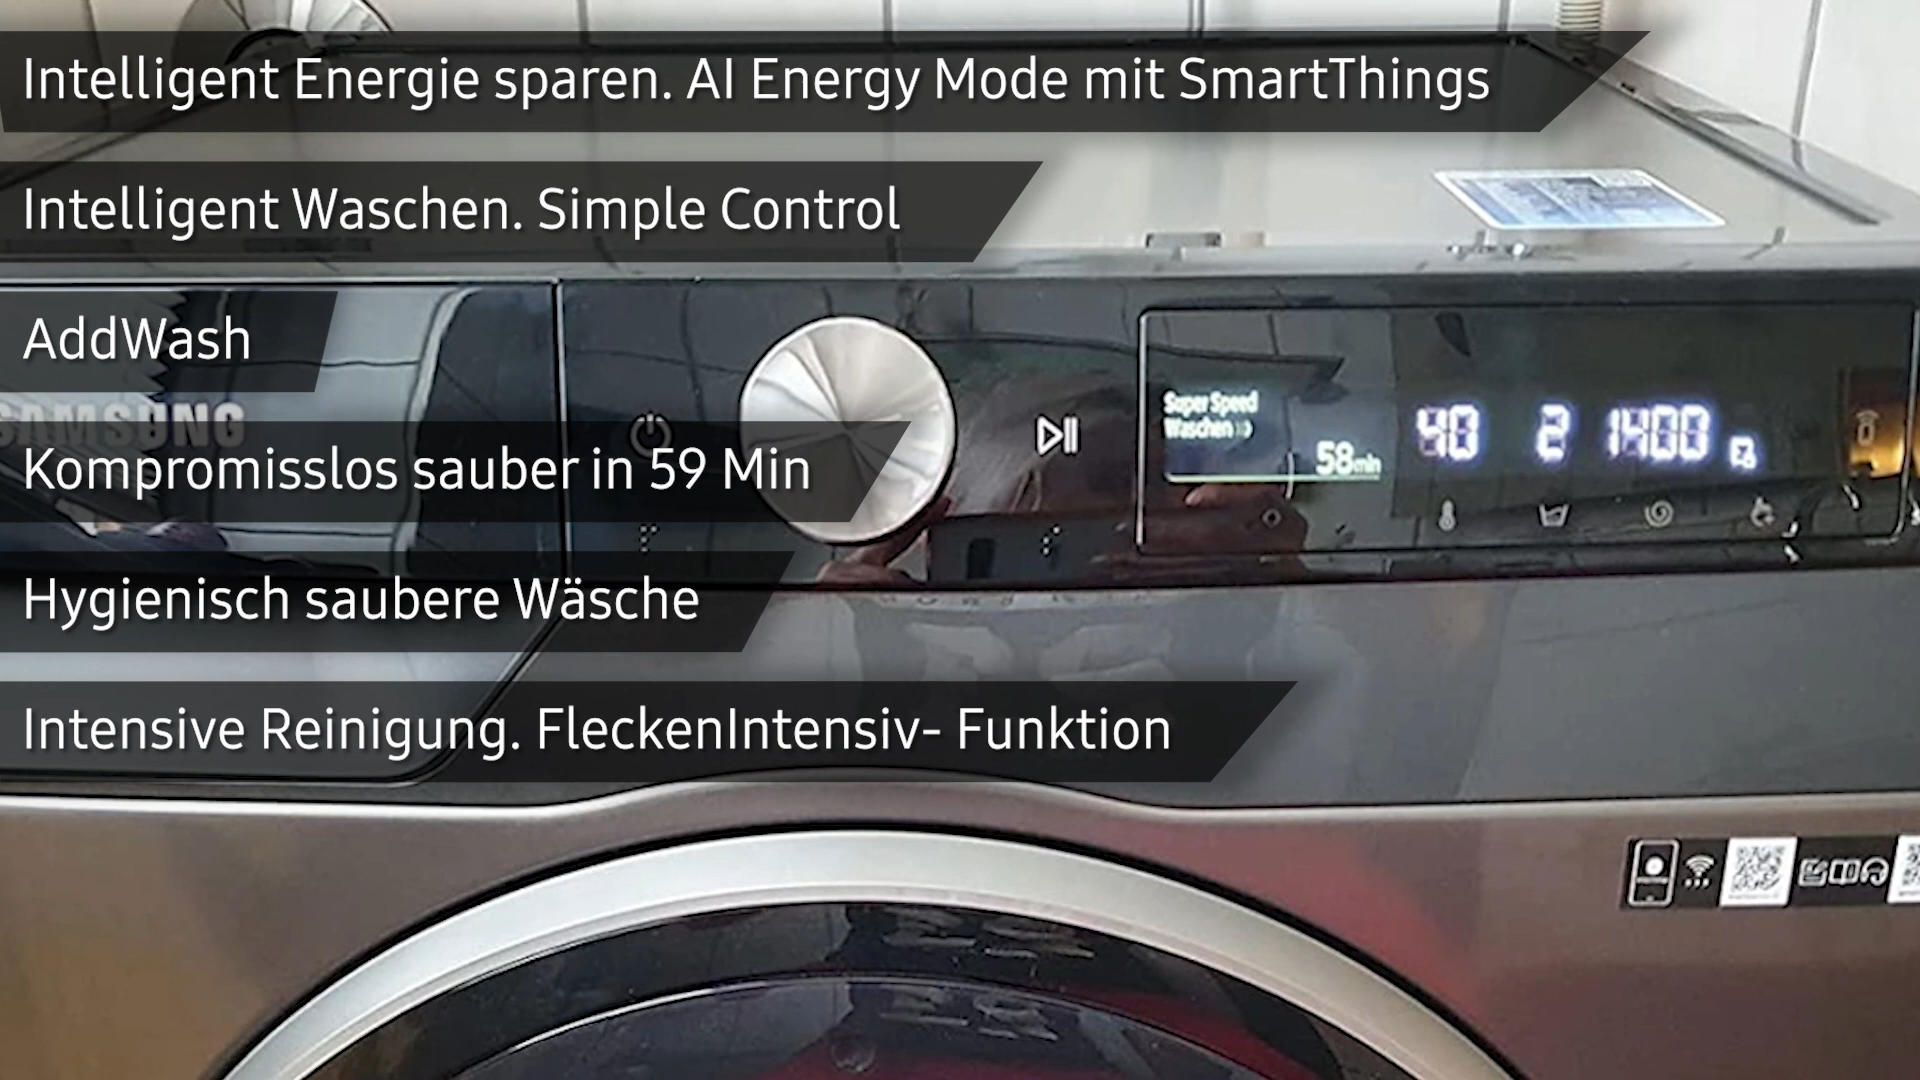 Intelligent Energie sparen. AI Energy Mode mit SmartThings
Intelligent Waschen. Simple Control
AddWash
SAMSUNG
Kompromisslos sauber in 59 Min
Super Speed
Waschen
58min
40 2 1400
Hygienisch saubere Wäsche
Intensive Reinigung. FleckenIntensiv- Funktion